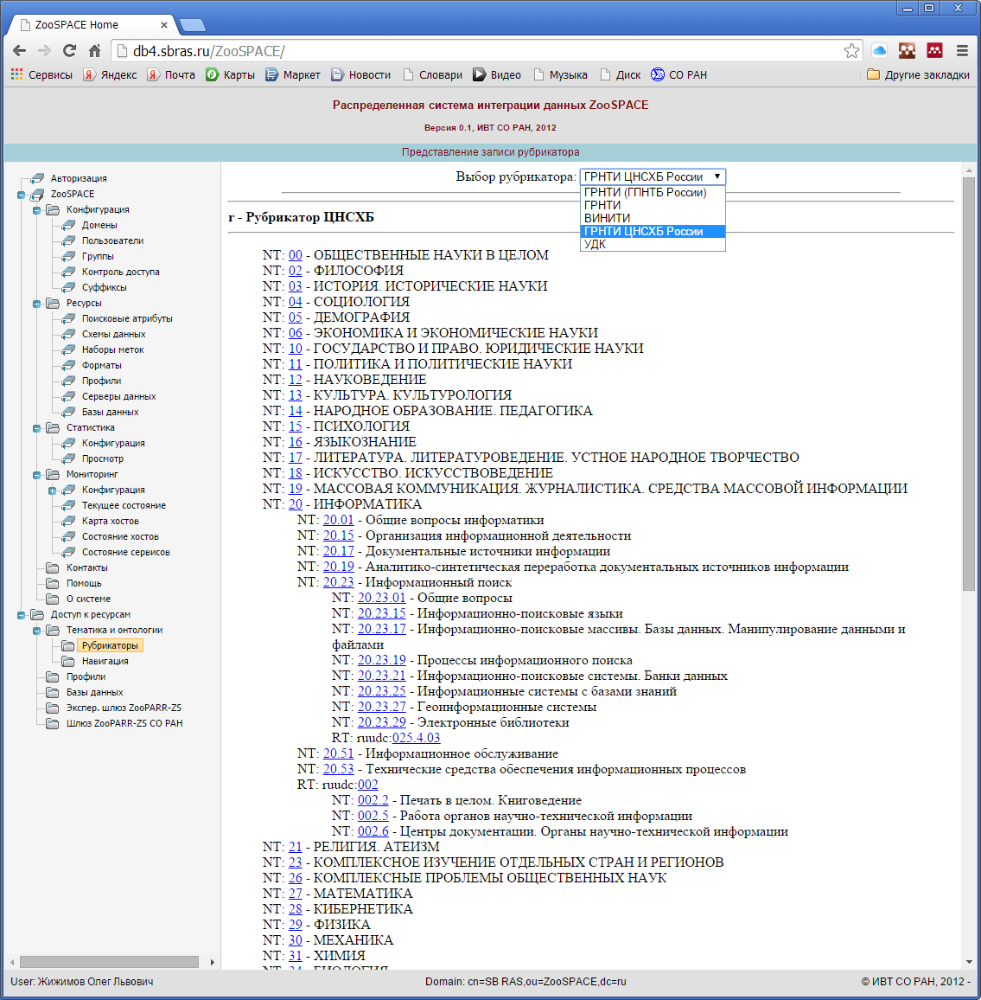 ZooSPACE Home
db4.sbras.ru/ZooSPACE/
Сервисы Яндекс Почта Карты Маркет Новости Словари Видео Музыка Диск СО РАН Другие закладки
Распределенная система интеграции данных ZooSPACE
Версия 0.1, ИВТ СО РАН, 2012
Представление записи рубрикатора
Авторизация
ZooSPACE
Конфигурация
Домены
Пользователи
Группы
Контроль доступа
Суффиксы
Ресурсы
Поисковые атрибуты
Схемы данных
Наборы меток
Форматы
Профили
Серверы данных
Базы данных
Статистика
Конфигурация
Просмотр
Мониторинг
Конфигурация
Текущее состояние
Карта хостов
Состояние хостов
Состояние сервисов
Контакты
Помощь
О системе
Доступ к ресурсам
Тематика и онтологии
Рубрикаторы
Навигация
Профили
Базы данных
Экспер. шлюз ZooPARR-ZS
Шлюз ZooPARR-ZS СО РАН
Выбор рубрикатора: ГРНТИ ЦНСХБ России
ГРНТИ (ГПНТБ России)
ГРНТИ
ВИНИТИ
ГРНТИ ЦНСХБ России
УДК
r - Рубрикатор ЦНСХБ
NT: 00 - ОБЩЕСТВЕННЫЕ НАУКИ В ЦЕЛОМ
NT: 02 - ФИЛОСОФИЯ
NT: 03 - ИСТОРИЯ. ИСТОРИЧЕСКИЕ НАУКИ
NT: 04 - СОЦИОЛОГИЯ
NT: 05 - ДЕМОГРАФИЯ
NT: 06 - ЭКОНОМИКА И ЭКОНОМИЧЕСКИЕ НАУКИ
NT: 10 - ГОСУДАРСТВО И ПРАВО. ЮРИДИЧЕСКИЕ НАУКИ
NT: 11 - ПОЛИТИКА И ПОЛИТИЧЕСКИЕ НАУКИ
NT: 12 - НАУКОВЕДЕНИЕ
NT: 13 - КУЛЬТУРА. КУЛЬТУРОЛОГИЯ
NT: 14 - НАРОДНОЕ ОБРАЗОВАНИЕ. ПЕДАГОГИКА
NT: 15 - ПСИХОЛОГИЯ
NT: 16 - ЯЗЫКОЗНАНИЕ
NT: 17 - ЛИТЕРАТУРА. ЛИТЕРАТУРОВЕДЕНИЕ. УСТНОЕ НАРОДНОЕ ТВОРЧЕСТВО
NT: 18 - ИСКУССТВО. ИСКУССТВОВЕДЕНИЕ
NT: 19 - МАССОВАЯ КОММУНИКАЦИЯ. ЖУРНАЛИСТИКА. СРЕДСТВА МАССОВОЙ ИНФОРМАЦИИ
NT: 20 - ИНФОРМАТИКА
NT: 20.01 - Общие вопросы информатики
NT: 20.15 - Организация информационной деятельности
NT: 20.17 - Документальные источники информации
NT: 20.19 - Аналитико-синтетическая переработка документальных источников информации
NT: 20.23 - Информационный поиск
NT: 20.23.01 - Общие вопросы
NT: 20.23.15 - Информационно-поисковые языки
NT: 20.23.17 - Информационно-поисковые массивы. Базы данных. Манипулирование данными и
файлами
NT: 20.23.19 - Процессы информационного поиска
NT: 20.23.21 - Информационно-поисковые системы. Банки данных
NT: 20.23.25 - Информационные системы с базами знаний
NT: 20.23.27 - Геоинформационные системы
NT: 20.23.29 - Электронные библиотеки
RT: ruudc:025.4.03
NT: 20.51 - Информационное обслуживание
NT: 20.53 - Технические средства обеспечения информационных процессов
RT: ruudc:002
NT: 002.2 - Печать в целом. Книговедение
NT: 002.5 - Работа органов научно-технической информации
NT: 002.6 - Центры документации. Органы научно-технической информации
NT: 21 - РЕЛИГИЯ. АТЕИЗМ
NT: 23 - КОМПЛЕКСНОЕ ИЗУЧЕНИЕ ОТДЕЛЬНЫХ СТРАН И РЕГИОНОВ
NT: 26 - КОМПЛЕКСНЫЕ ПРОБЛЕМЫ ОБЩЕСТВЕННЫХ НАУК
NT: 27 - МАТЕМАТИКА
NT: 28 - КИБЕРНЕТИКА
NT: 29 - ФИЗИКА
NT: 30 - МЕХАНИКА
NT: 31 - ХИМИЯ
NT: 34 - БИОЛОГИЯ
User: Жижимов Олег Львович Domain: cn=SB RAS,ou=ZooSPACE,dc=ru © ИВТ СО РАН, 2012 -